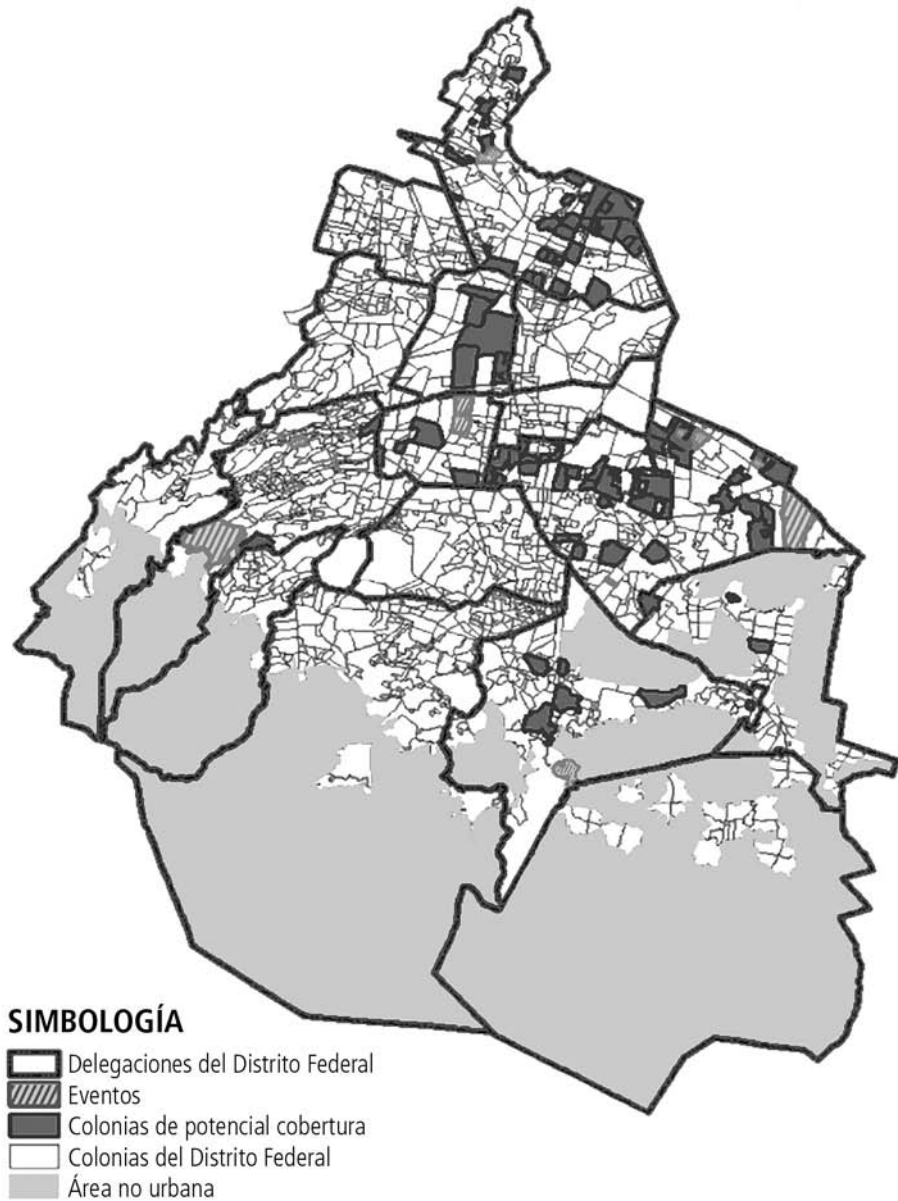 SIMBOLOGÍA
Delegaciones del Distrito Federal
Eventos
Colonias de potencial cobertura
Colonias del Distrito Federal
Área no urbana